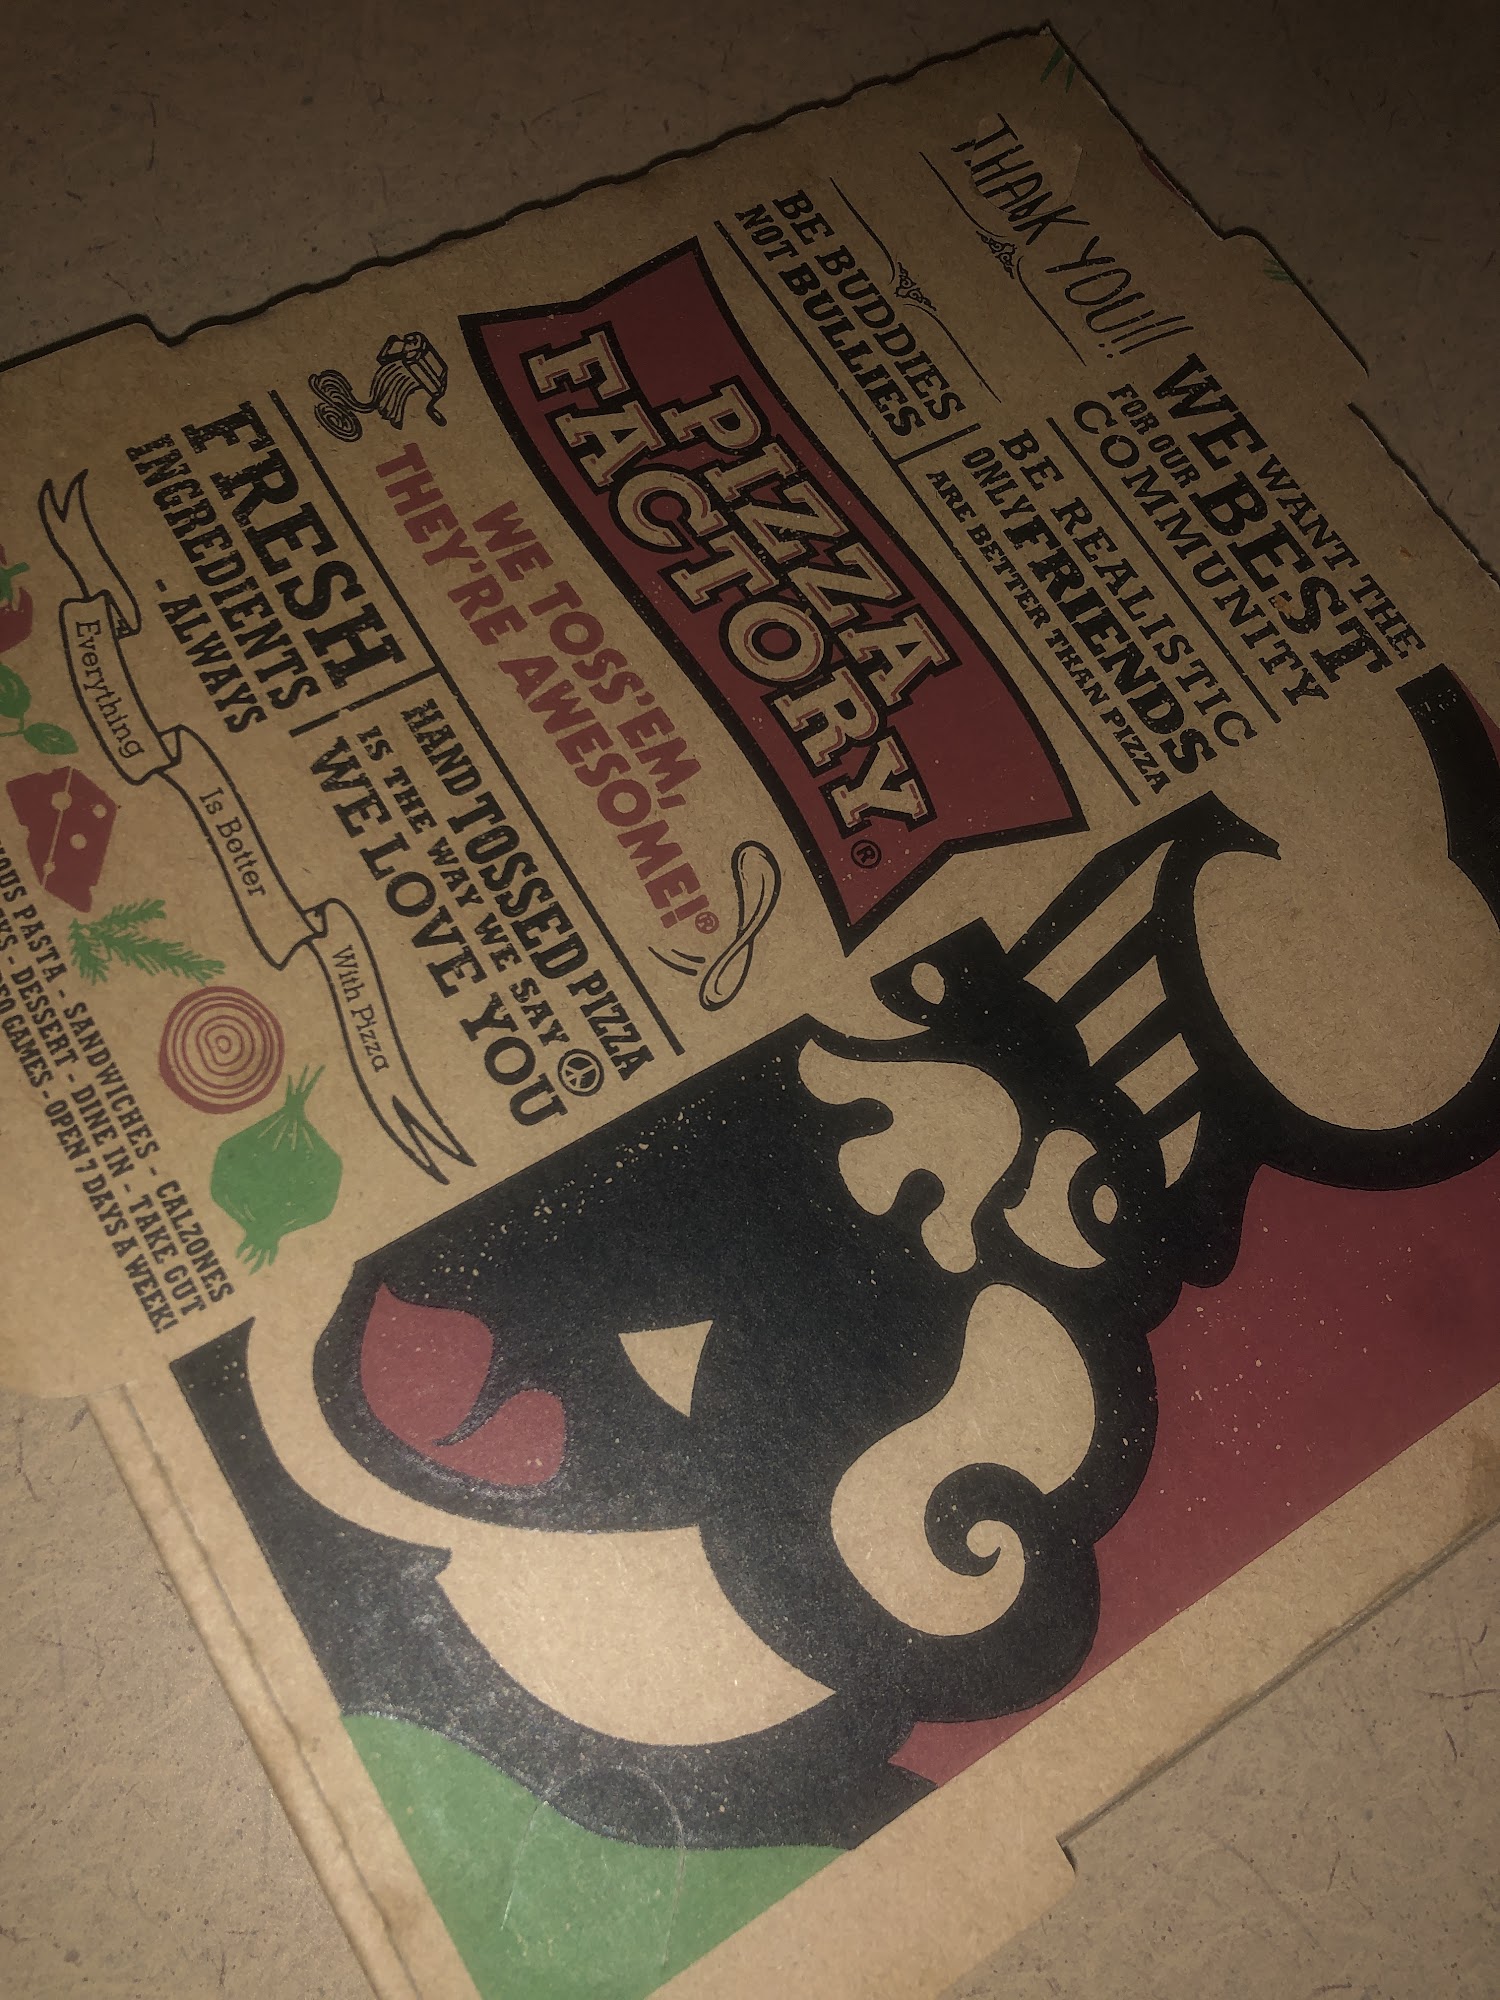 THANK YOU!!!
WE WANT THE
BEST
FOR OUR
COMMUNITY
BE BUDDIES
NOT BULLIES
BE REALISTIC
ONLY FRIENDS
ARE BETTER THAN PIZZA
PIZZA
FACTORY®
WE TOSS'EM,
THEY'RE AWESOME!®
FRESH
INGREDIENTS
- ALWAYS
HAND TOSSED PIZZA
IS THE WAY WE SAY
WE LOVE YOU
Everything
Is Better
With Pizza
PASTA - SANDWICHES - CALZONES
- DESSERT - DINE IN - TAKE OUT
GAMES - OPEN 7 DAYS A WEEK!